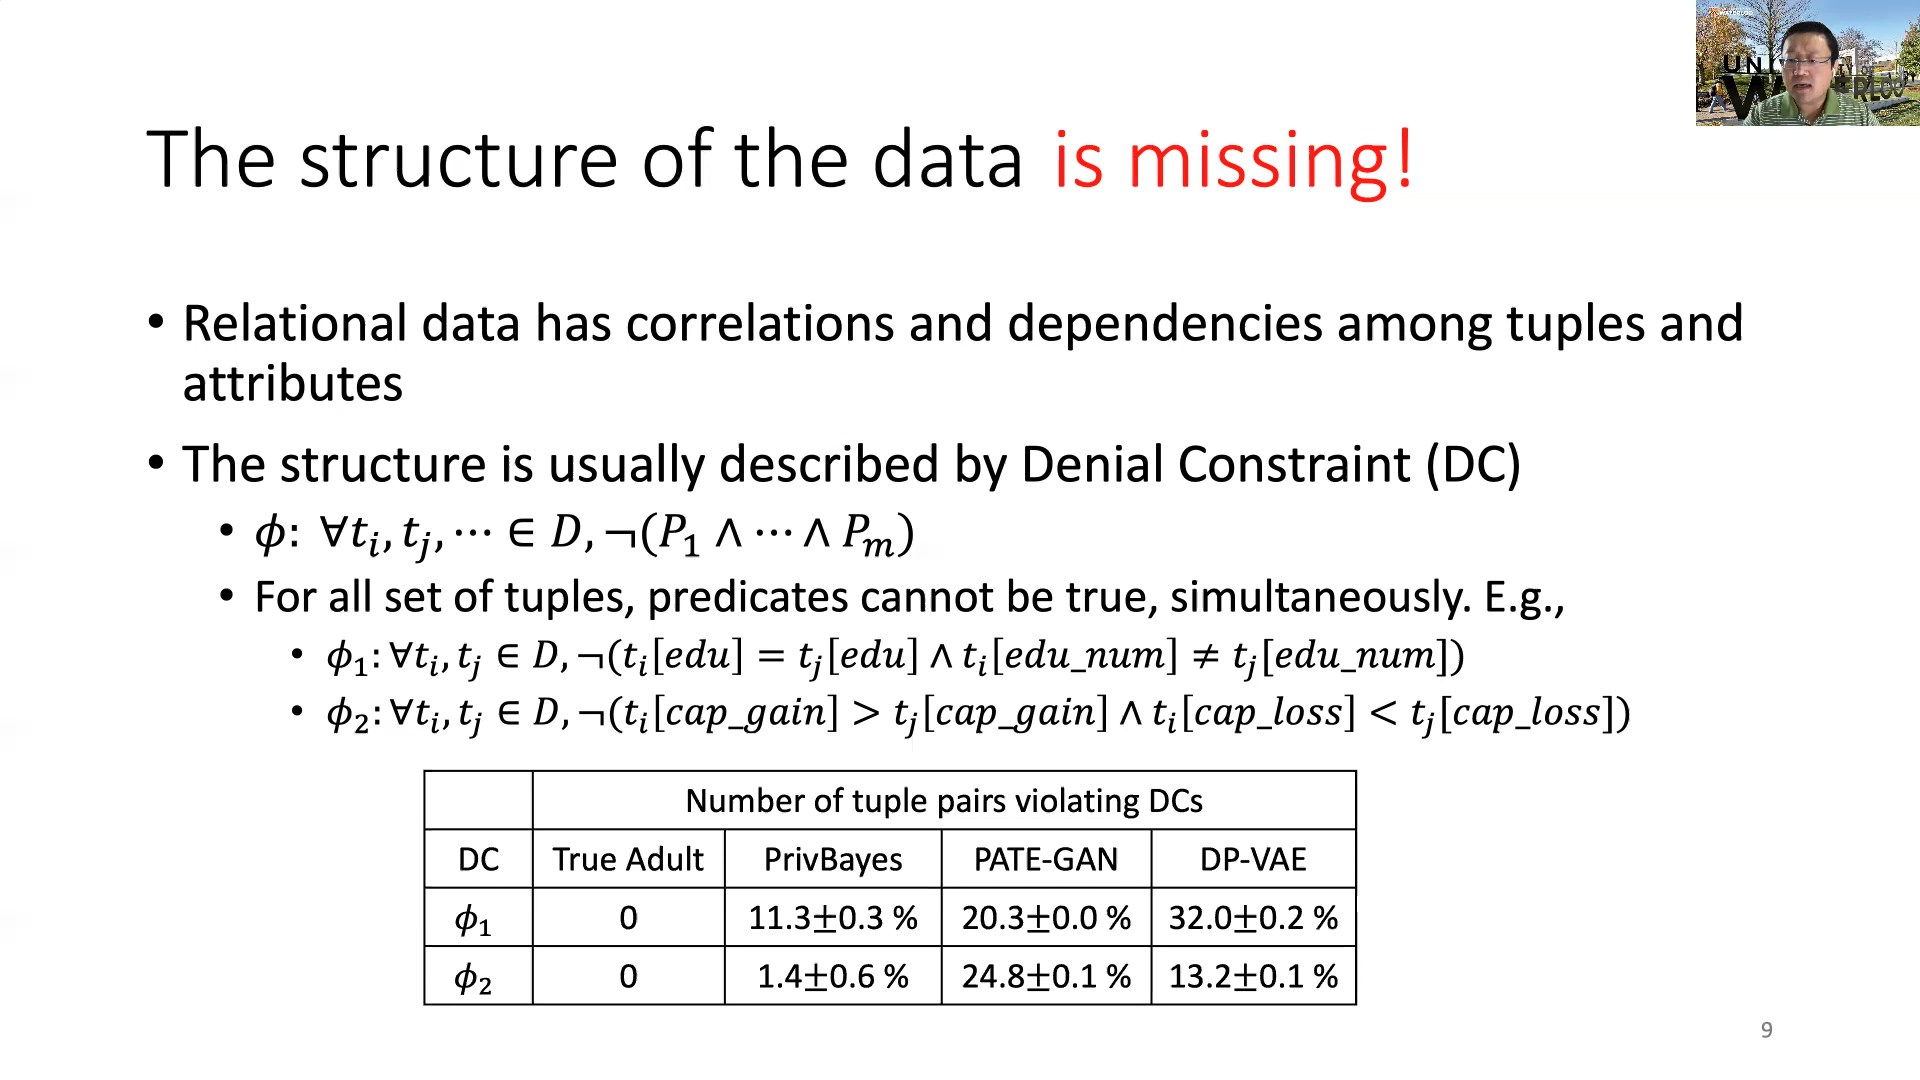 The structure of the data is missing!
• Relational data has correlations and dependencies among tuples and
attributes
• The structure is usually described by Denial Constraint (DC)
• 𝜙: ∀tᵢ, tⱼ, ⋯ ∈ D, ¬(P₁ ∧ ⋯ ∧ Pₘ)
• For all set of tuples, predicates cannot be true, simultaneously. E.g.,
• 𝜙₁: ∀tᵢ, tⱼ ∈ D, ¬(tᵢ[edu] = tⱼ[edu] ∧ tᵢ[edu_num] ≠ tⱼ[edu_num])
• 𝜙₂: ∀tᵢ, tⱼ ∈ D, ¬(tᵢ[cap_gain] > tⱼ[cap_gain] ∧ tᵢ[cap_loss] < tⱼ[cap_loss])
Number of tuple pairs violating DCs
DC True Adult PrivBayes PATE-GAN DP-VAE
𝜙₁ 0 11.3±0.3 % 20.3±0.0 % 32.0±0.2 %
𝜙₂ 0 1.4±0.6 % 24.8±0.1 % 13.2±0.1 %
9